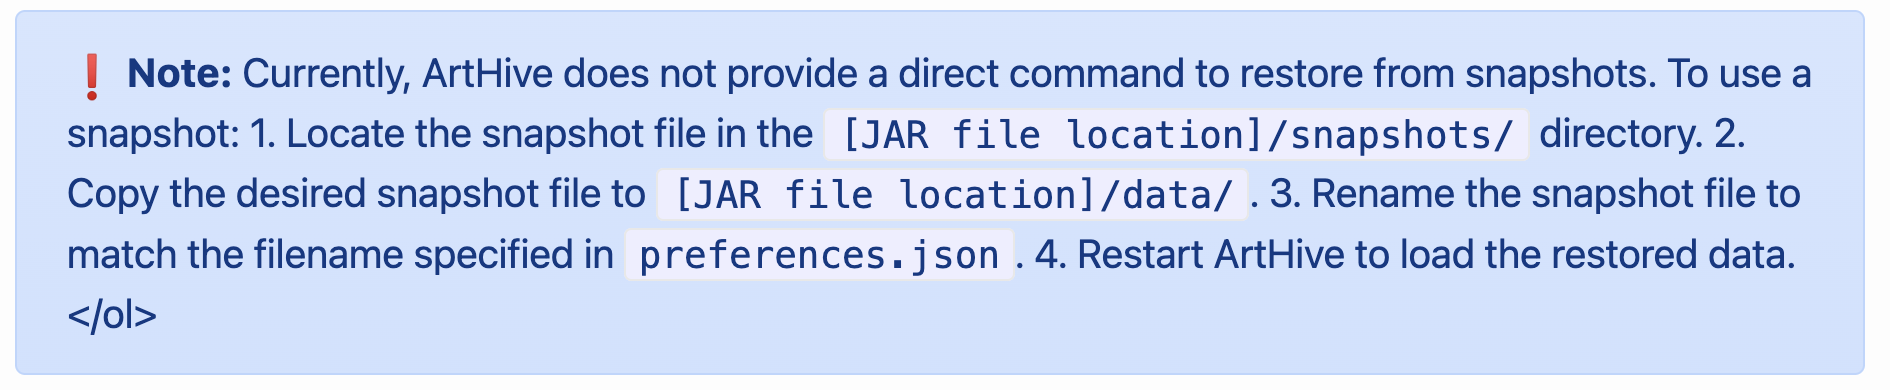 ❗ Note: Currently, ArtHive does not provide a direct command to restore from snapshots. To use a
snapshot: 1. Locate the snapshot file in the [JAR file location]/snapshots/ directory. 2.
Copy the desired snapshot file to [JAR file location]/data/ . 3. Rename the snapshot file to
match the filename specified in preferences.json . 4. Restart ArtHive to load the restored data.
</ol>